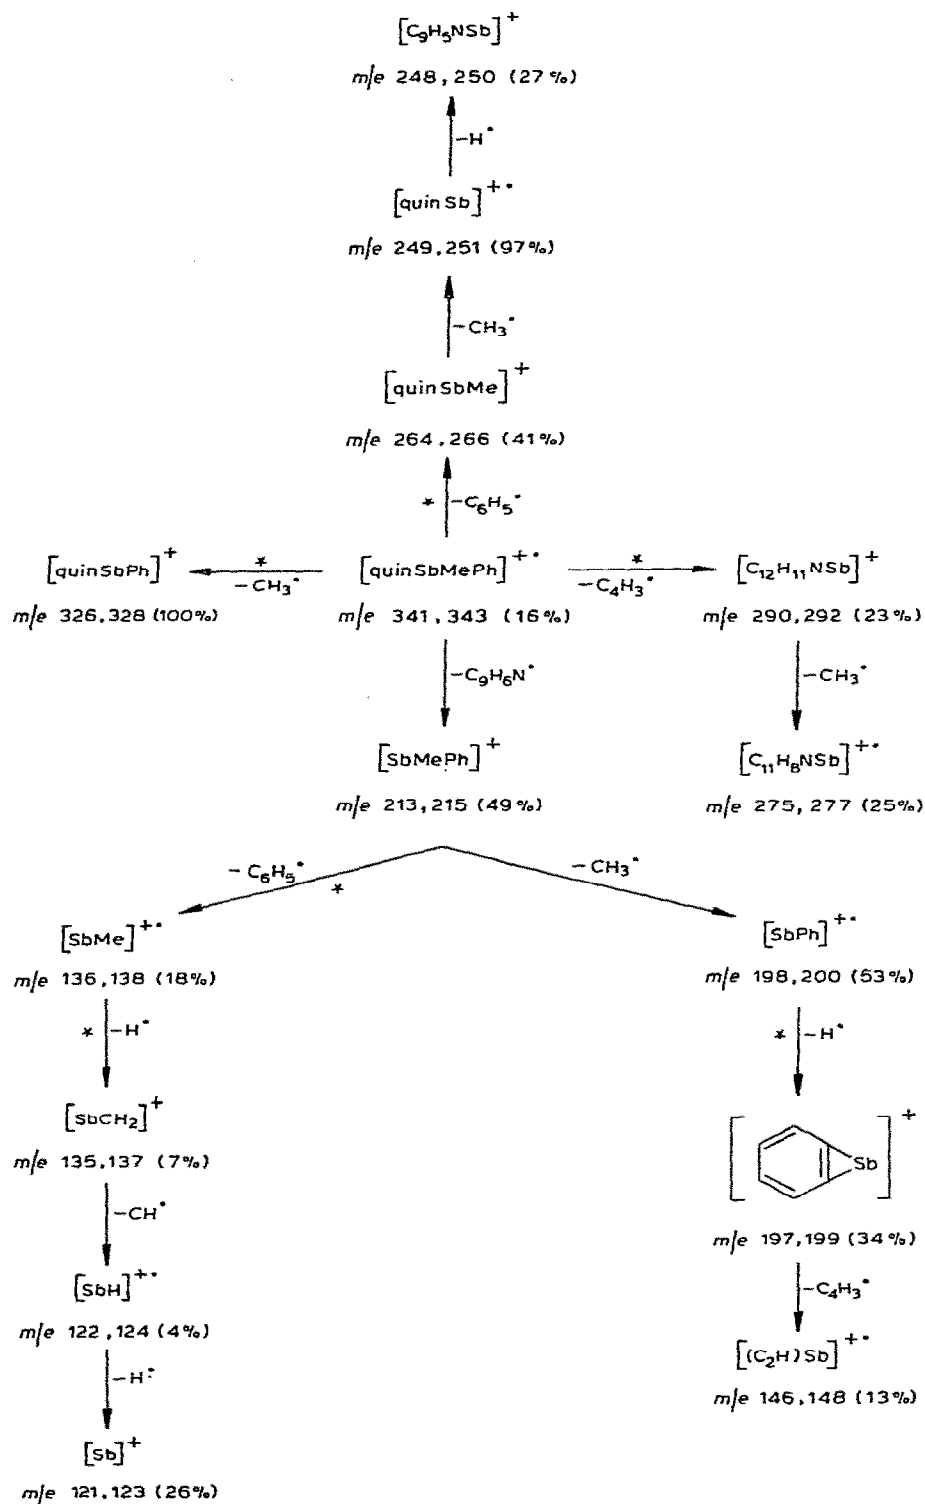 [C₉H₅NSb]⁺
m/e 248,250 (27%)
−H•
[quinSb]⁺•
m/e 249,251 (97%)
−CH₃•
[quinSbMe]⁺
m/e 264,266 (41%)
* −C₆H₅•
[quinSbPh]⁺ * −CH₃• [quinSbMePh]⁺• * −C₄H₃• [C₁₂H₁₁NSb]⁺
m/e 326,328 (100%) m/e 341,343 (16%) m/e 290,292 (23%)
−C₉H₆N• −CH₃•
[SbMePh]⁺ [C₁₁H₈NSb]⁺•
m/e 213,215 (49%) m/e 275,277 (25%)
−C₆H₅• * −CH₃•
[SbMe]⁺• [SbPh]⁺•
m/e 136,138 (18%) m/e 198,200 (53%)
* −H• * −H•
[SbCH₂]⁺ [Sb]⁺
m/e 135,137 (7%) m/e 197,199 (34%)
−CH• −C₄H₃•
[SbH]⁺• [(C₂H)Sb]⁺•
m/e 122,124 (4%) m/e 146,148 (13%)
−H•
[Sb]⁺
m/e 121,123 (26%)